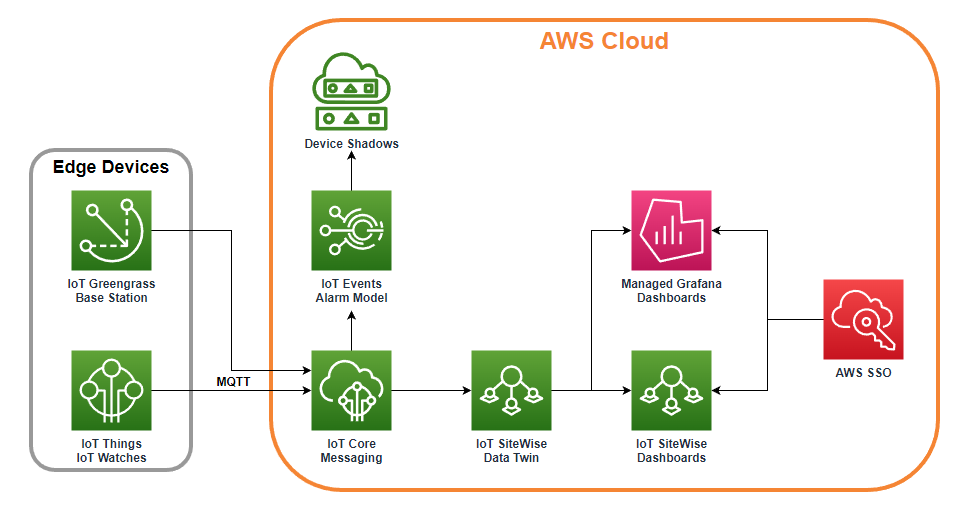 AWS Cloud
Device Shadows
Edge Devices
IoT Greengrass
Base Station
IoT Events
Alarm Model
Managed Grafana
Dashboards
AWS SSO
MQTT
IoT Things
IoT Watches
IoT Core
Messaging
IoT SiteWise
Data Twin
IoT SiteWise
Dashboards